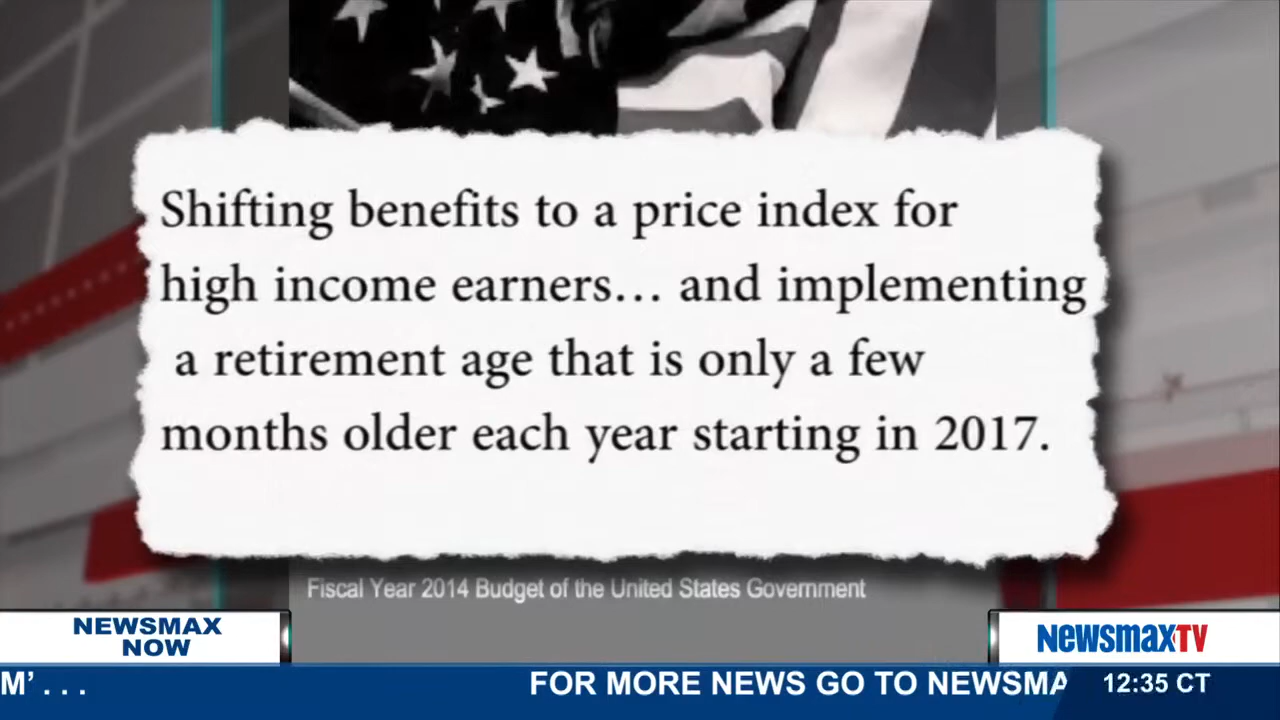 Shifting benefits to a price index for
high income earners... and implementing
a retirement age that is only a few
months older each year starting in 2017.
Fiscal Year 2014 Budget of the United States Government
NEWSMAX
NOW
NEWSMAXTV
M’ . . .
FOR MORE NEWS GO TO NEWSMA
12:35 CT